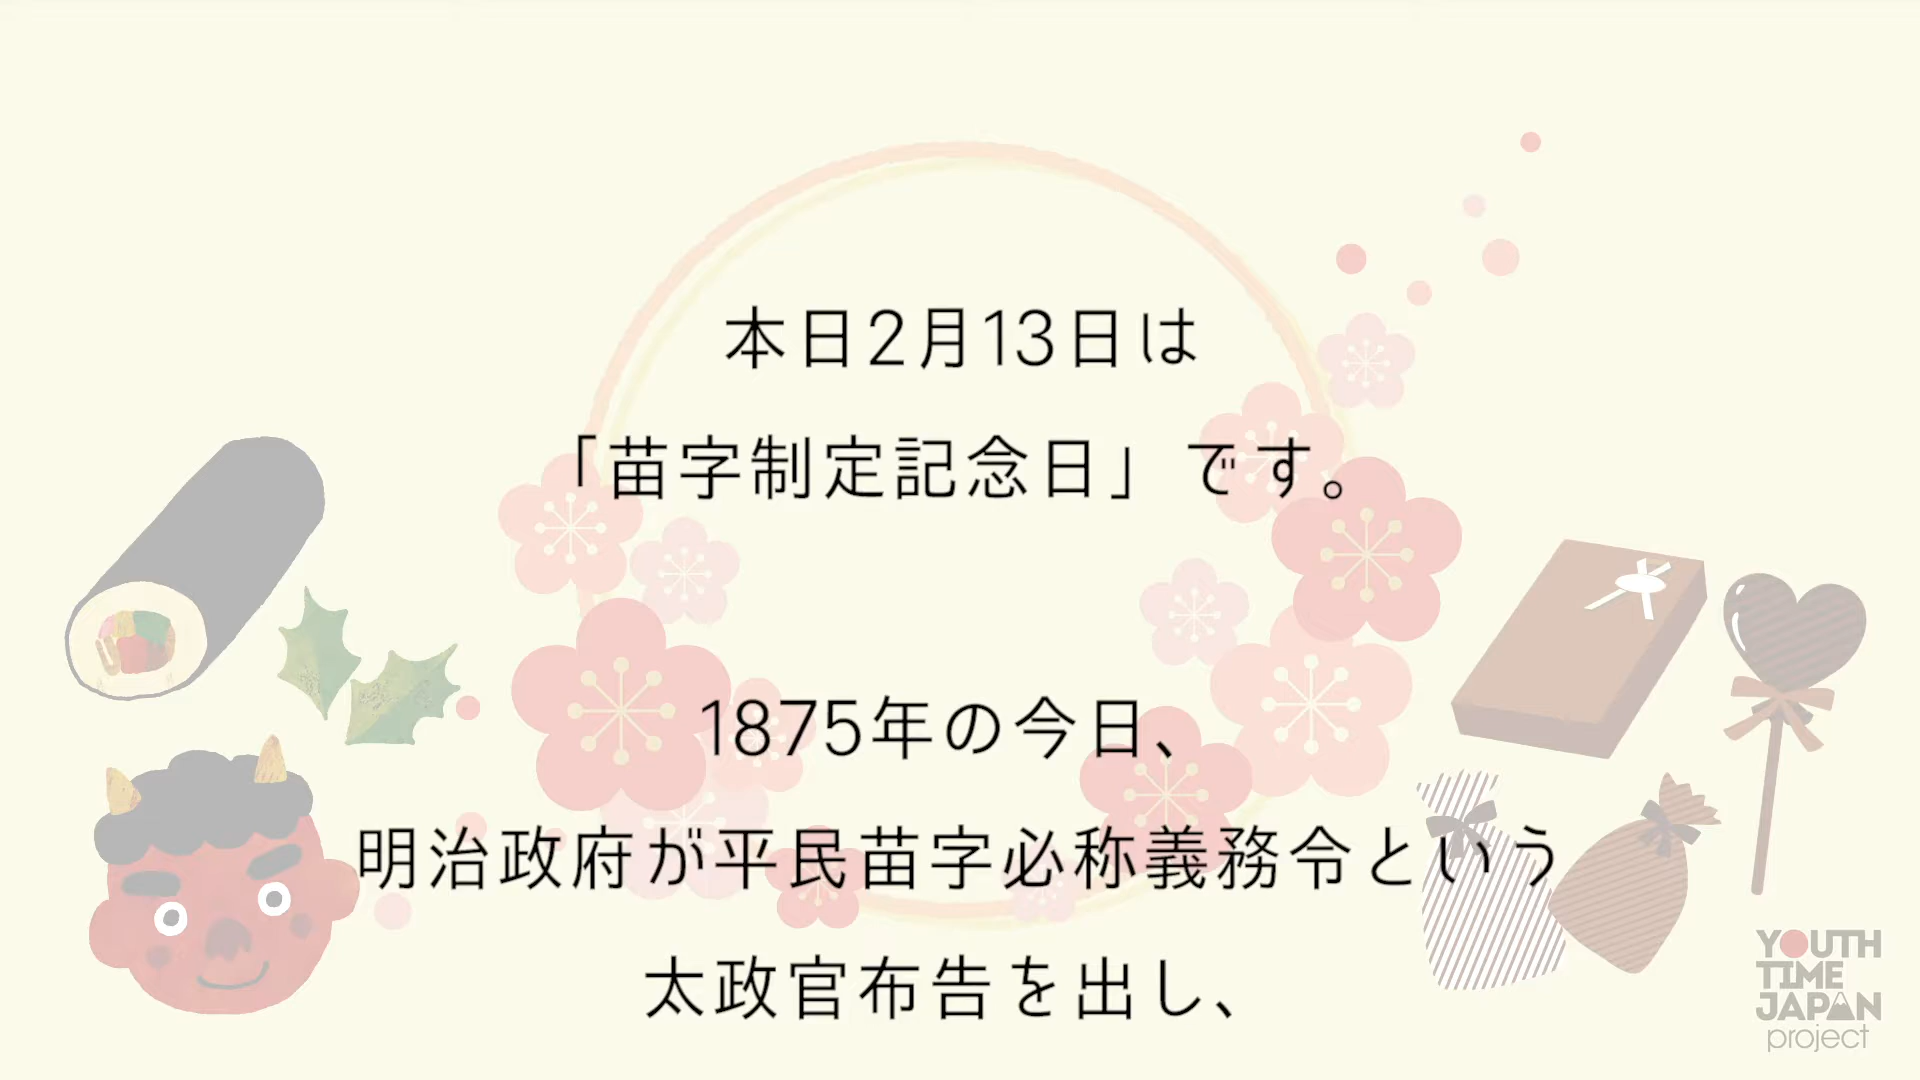 本日2月13日は
「苗字制定記念日」です。
1875年の今日、
明治政府が平民苗字必称義務令という
太政官布告を出し、
YOUTH
TIME
JAPAN
project